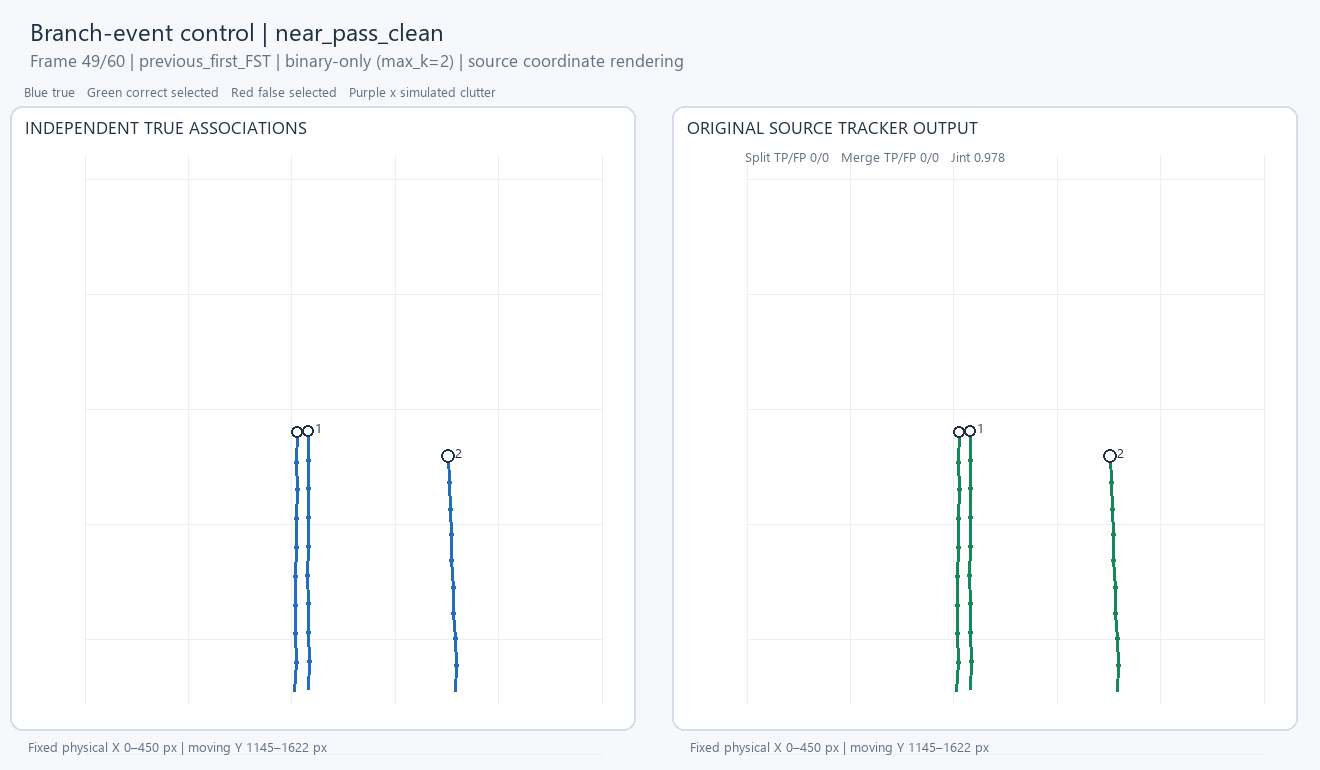 Branch-event control | near_pass_clean
Frame 49/60 | previous_first_FST | binary-only (max_k=2) | source coordinate rendering
Blue true   Green correct selected   Red false selected   Purple x simulated clutter
INDEPENDENT TRUE ASSOCIATIONS
1
2
Fixed physical X 0–450 px | moving Y 1145–1622 px
ORIGINAL SOURCE TRACKER OUTPUT
Split TP/FP 0/0   Merge TP/FP 0/0   Jint 0.978
1
2
Fixed physical X 0–450 px | moving Y 1145–1622 px